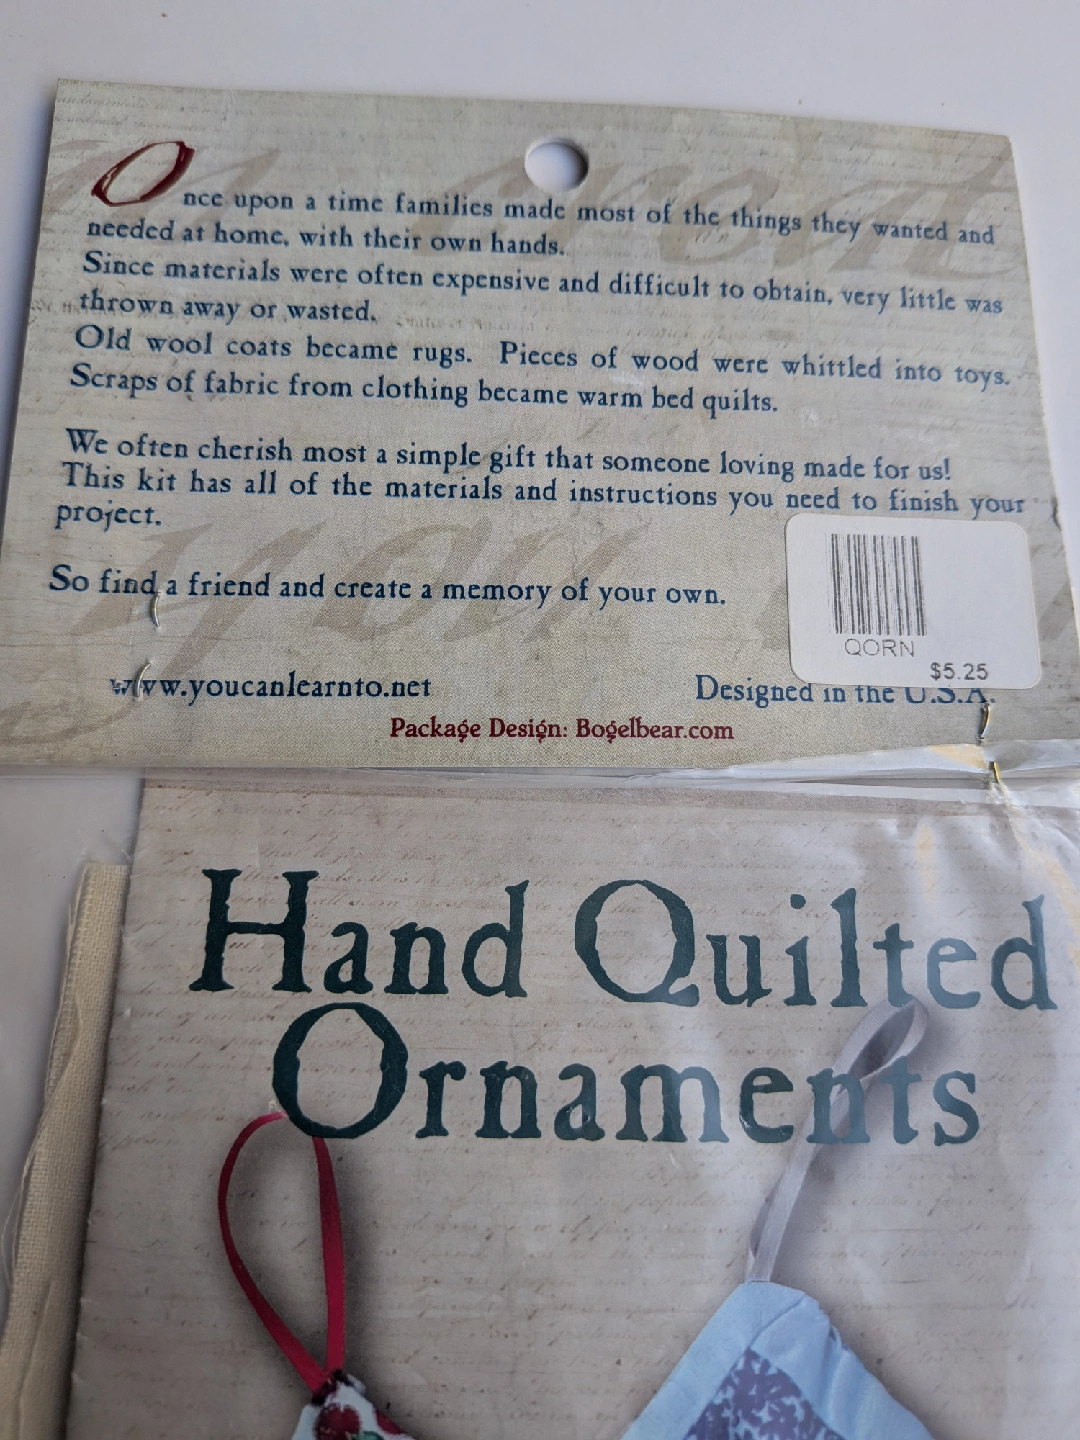 Once upon a time families made most of the things they wanted and
needed at home, with their own hands.
Since materials were often expensive and difficult to obtain, very little was
thrown away or wasted.
Old wool coats became rugs. Pieces of wood were whittled into toys.
Scraps of fabric from clothing became warm bed quilts.
We often cherish most a simple gift that someone loving made for us!
This kit has all of the materials and instructions you need to finish your
project.
So find a friend and create a memory of your own.
QORN
$5.25
www.youcanlearnto.net
Designed in the U.S.A.
Package Design: Bogelbear.com
Hand Quilted
Ornaments